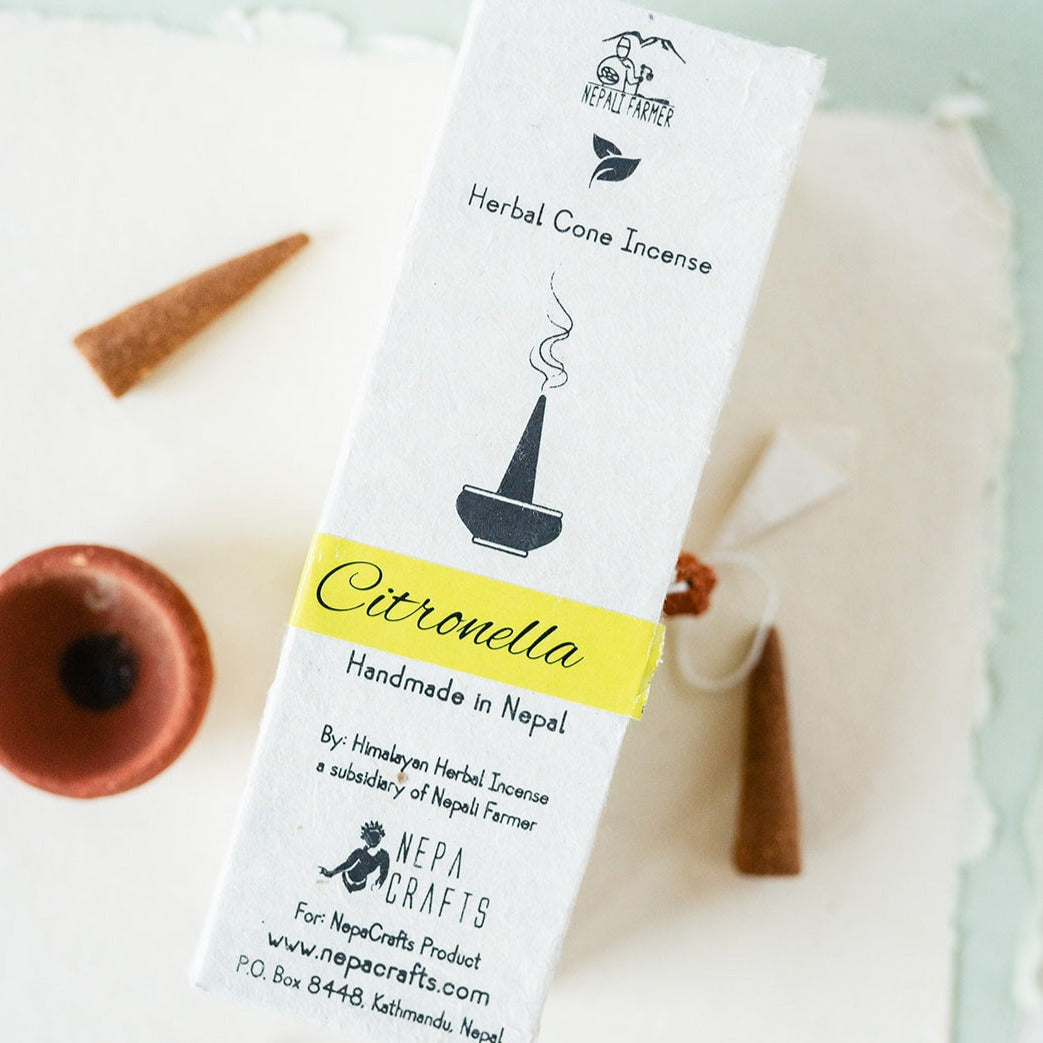 NEPALI FARMER
Herbal Cone Incense
Citronella
Handmade in Nepal
By: Himalayan Herbal Incense
a subsidiary of Nepali Farmer
NEPA
CRAFTS
For: NepaCrafts Product
www.nepacrafts.com
P.O. Box 8448, Kathmandu, Nepal